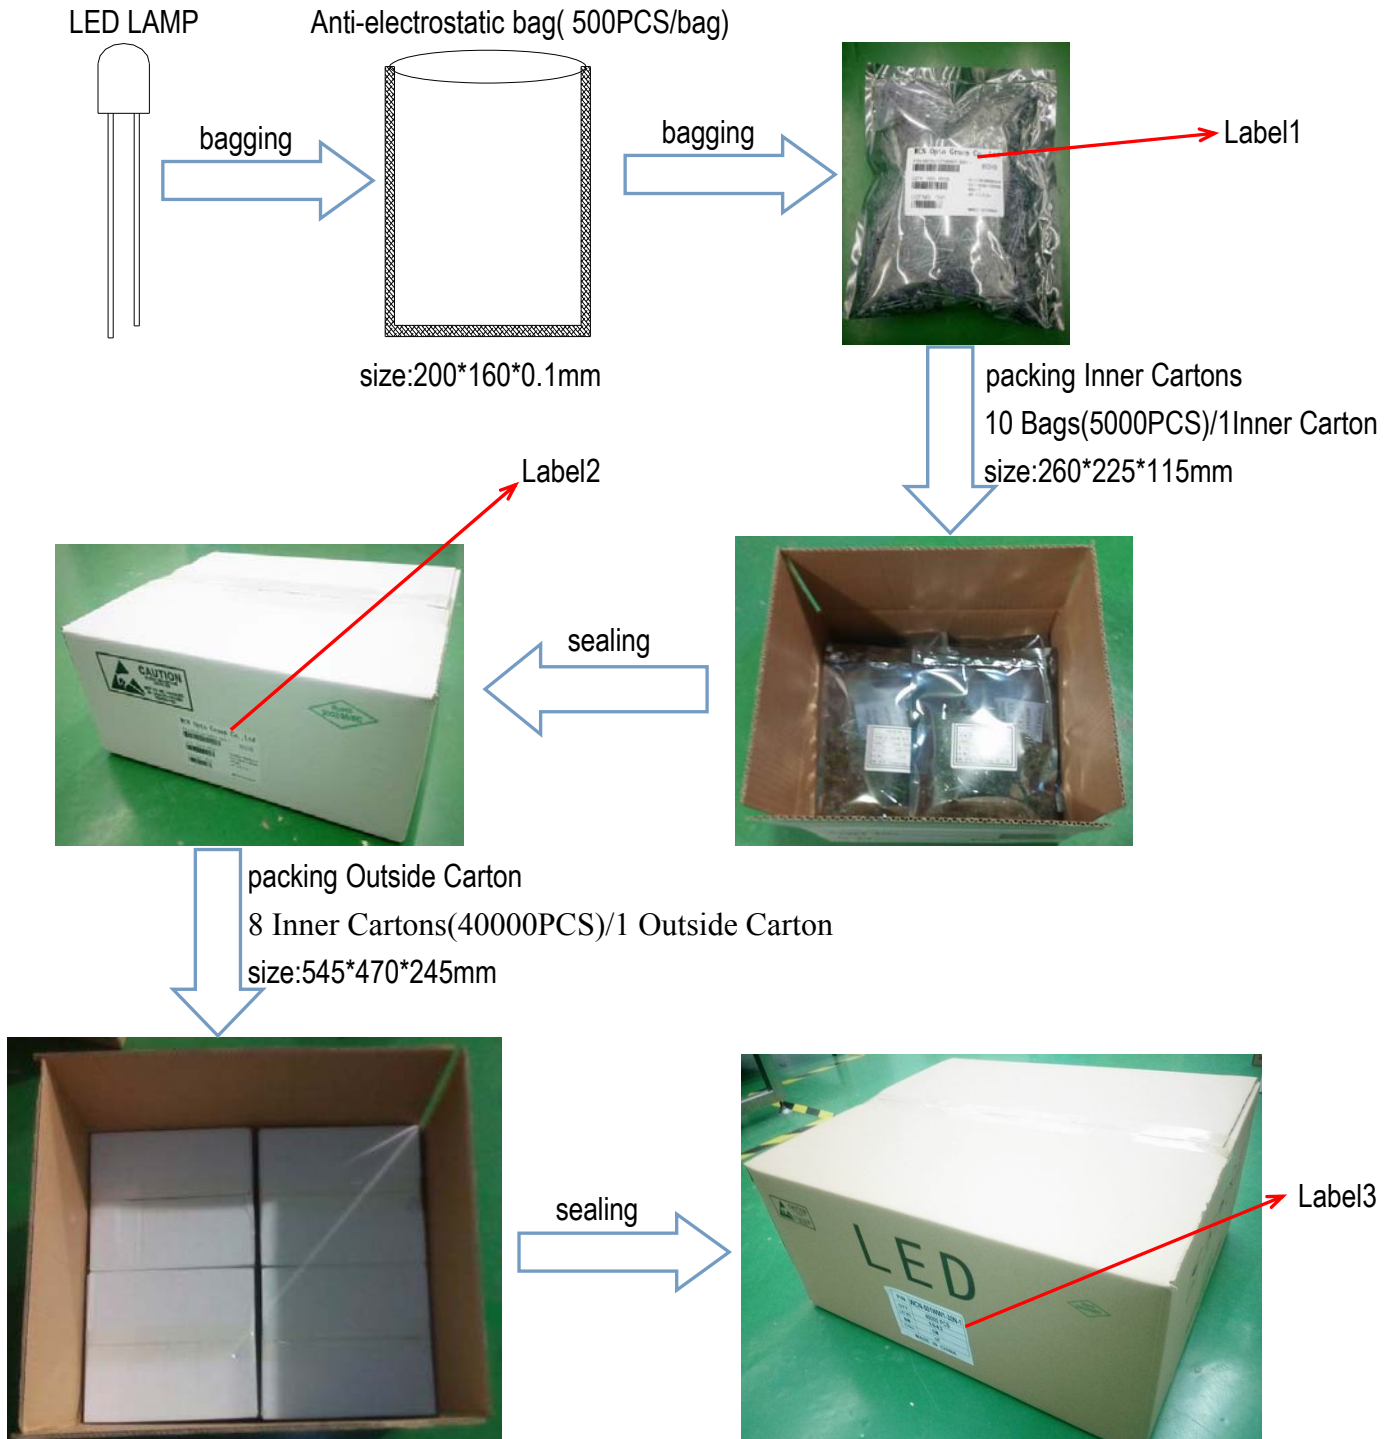 LED LAMP
Anti-electrostatic bag( 500PCS/bag)
bagging
bagging
Label1
size:200*160*0.1mm
packing Inner Cartons
10 Bags(5000PCS)/1Inner Carton
size:260*225*115mm
Label2
sealing
CAUTION
packing Outside Carton
8 Inner Cartons(40000PCS)/1 Outside Carton
size:545*470*245mm
sealing
Label3
LED